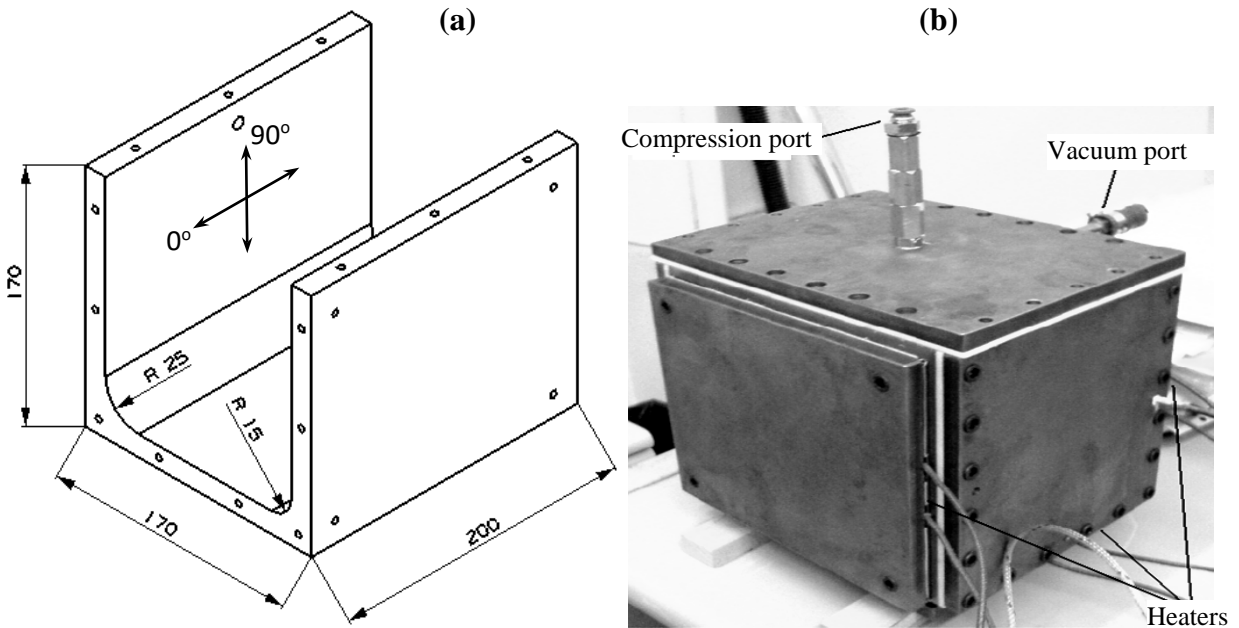 (a)
(b)
90°
0°
170
R 25
R 15
170
200
Compression port
Vacuum port
Heaters